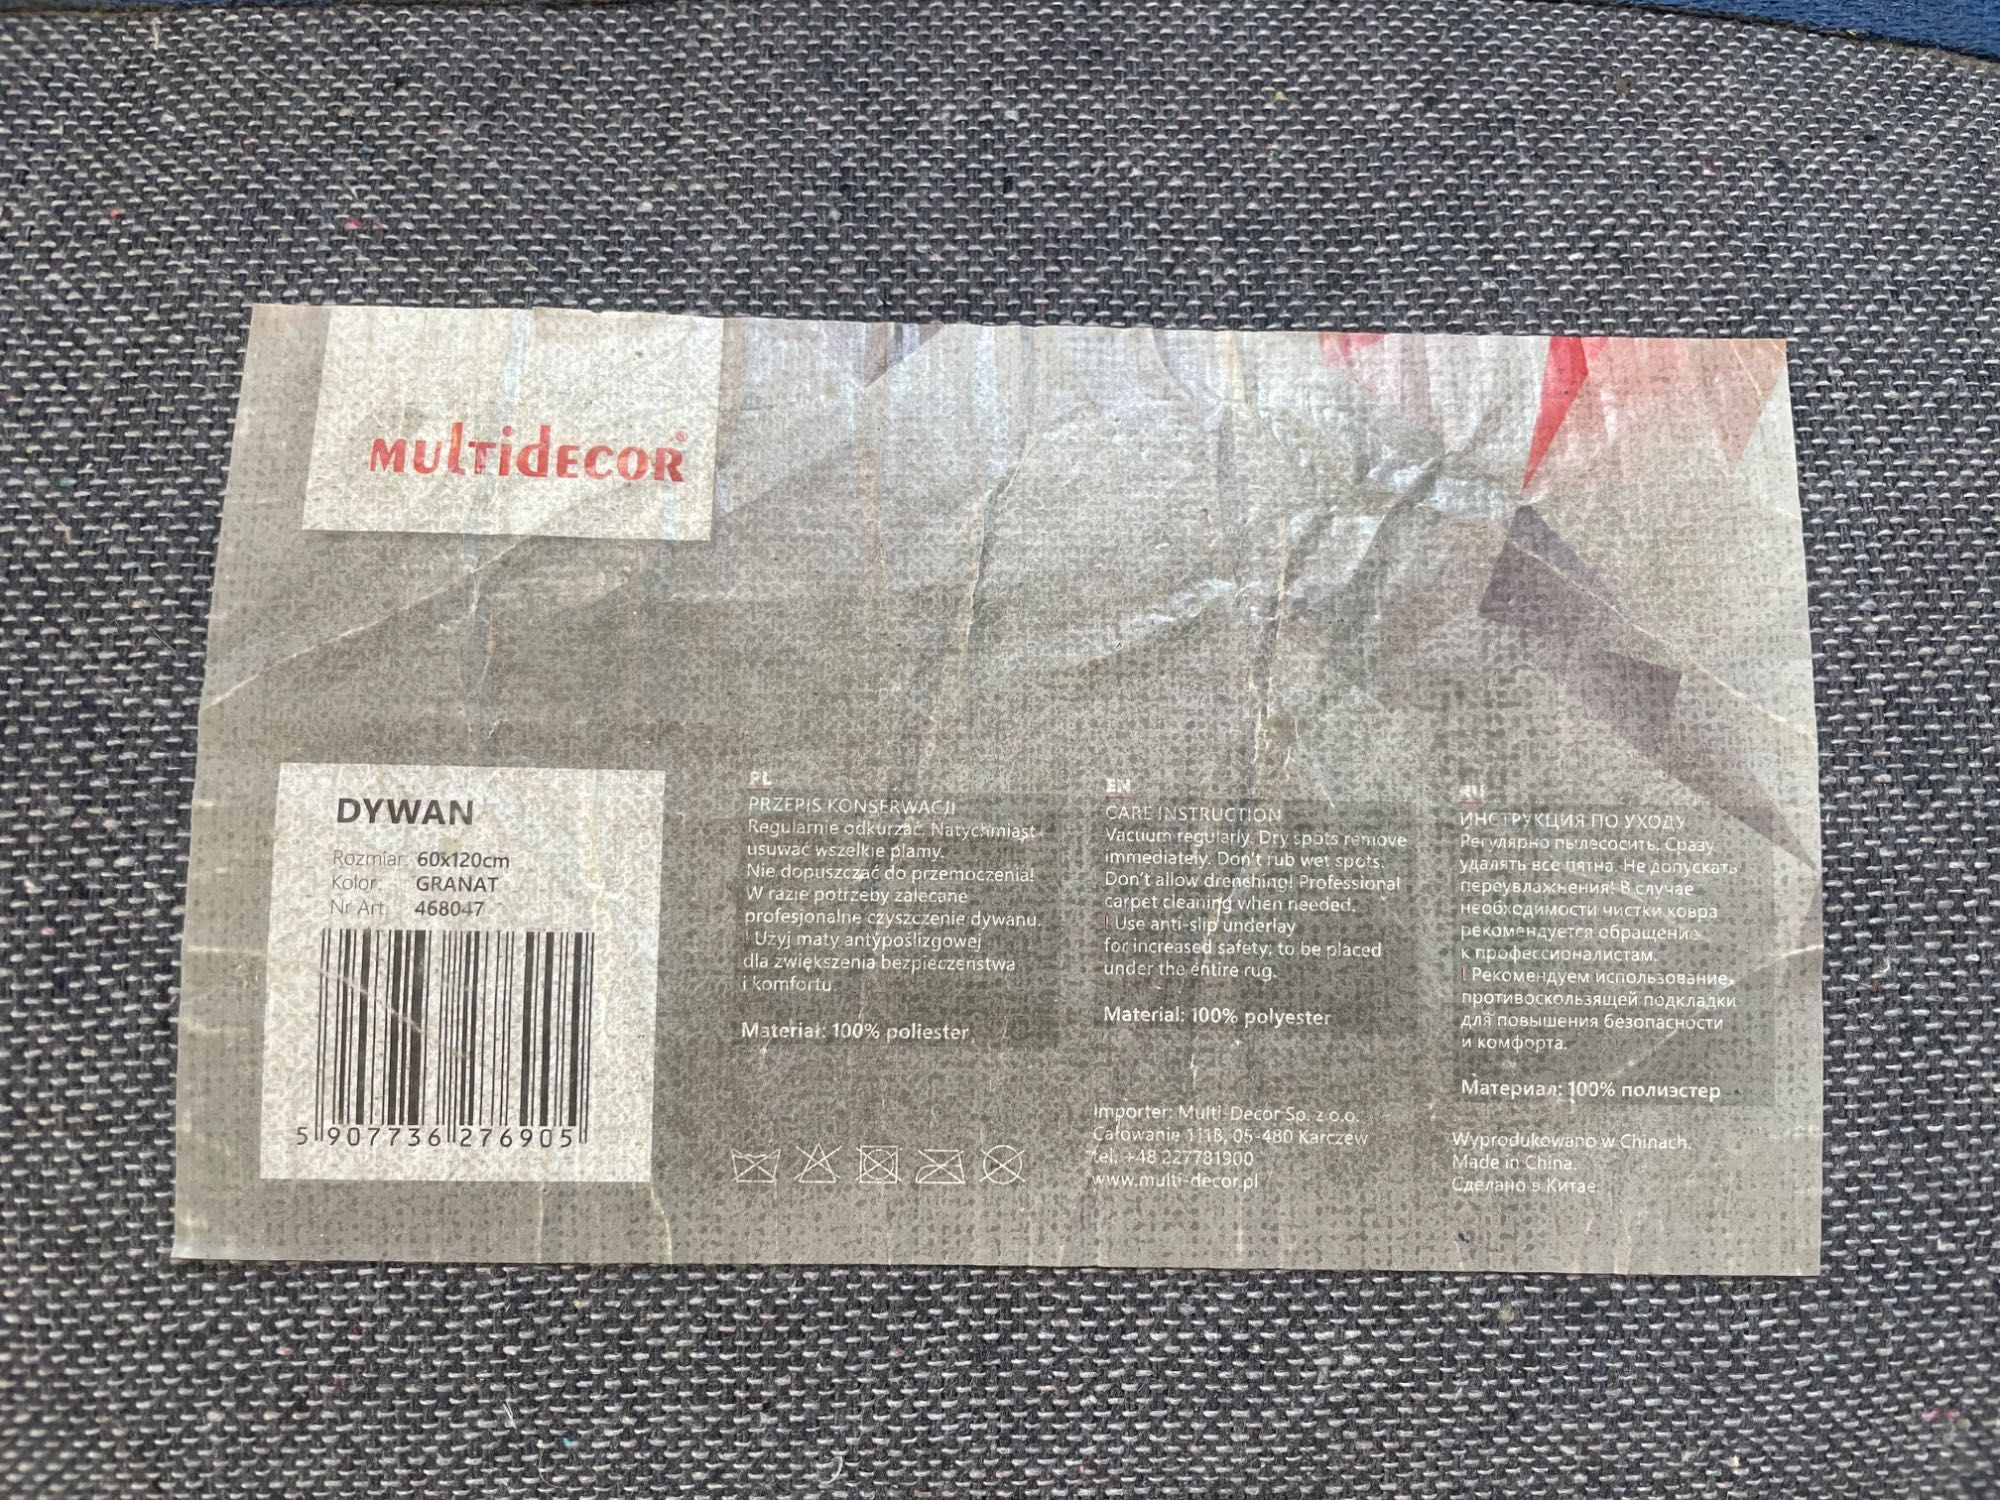 MULTIDECOR®
DYWAN
Rozmiar: 60x120cm
Kolor: GRANAT
Nr Art. 468047
5 907736 276905
PL
PRZEPIS KONSERWACJI
Regularnie odkurzać. Natychmiast
usuwać wszelkie plamy.
Nie dopuszczać do przemoczenia!
W razie potrzeby zalecane
profesjonalne czyszczenie dywanu.
! Użyj maty antypoślizgowej
dla zwiększenia bezpieczeństwa
i komfortu.
Materiał: 100% poliester
EN
CARE INSTRUCTION
Vacuum regularly. Dry spots remove
immediately. Don't rub wet spots.
Don't allow drenching! Professional
carpet cleaning when needed.
! Use anti-slip underlay
for increased safety; to be placed
under the entire rug.
Material: 100% polyester
Importer: Multi-Decor Sp. z o.o.
Całowanie 111B, 05-480 Karczew
tel. +48 227781900
www.multi-decor.pl
RU
ИНСТРУКЦИЯ ПО УХОДУ
Регулярно пылесосить. Сразу
удалять все пятна. Не допускать
переувлажнения! В случае
необходимости чистки ковра
рекомендуется обращение
к профессионалистам.
! Рекомендуем использование
противоскользящей подкладки
для повышения безопасности
и комфорта.
Материал: 100% полиэстер
Wyprodukowano w Chinach.
Made in China.
Сделано в Китае